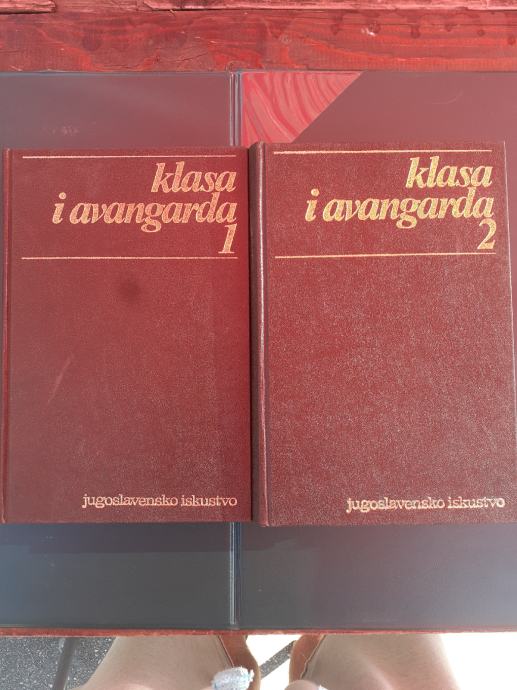 klasa
i avangarda
1
jugoslavensko iskustvo
klasa
i avangarda
2
jugoslavensko iskustvo